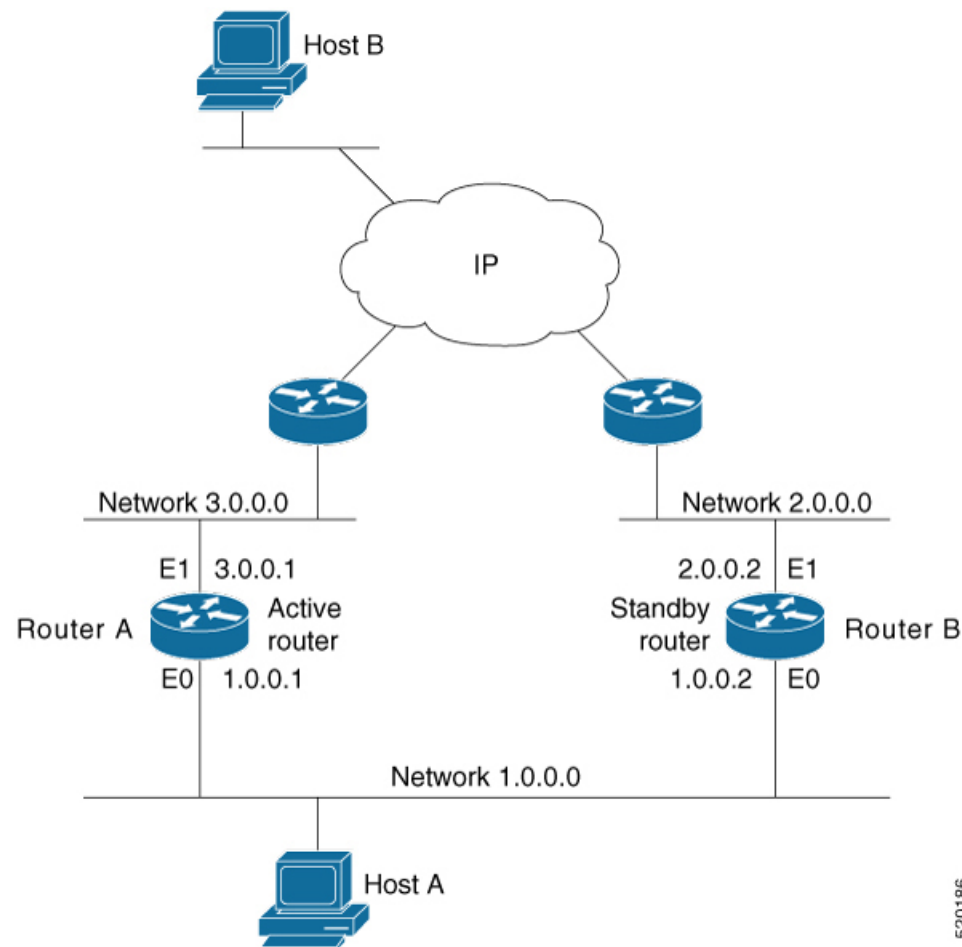 Host B
IP
Network 3.0.0.0
Network 2.0.0.0
E1 3.0.0.1
2.0.0.2 E1
Router A
Active
router
Standby
router
Router B
E0 1.0.0.1
1.0.0.2 E0
Network 1.0.0.0
Host A
520186